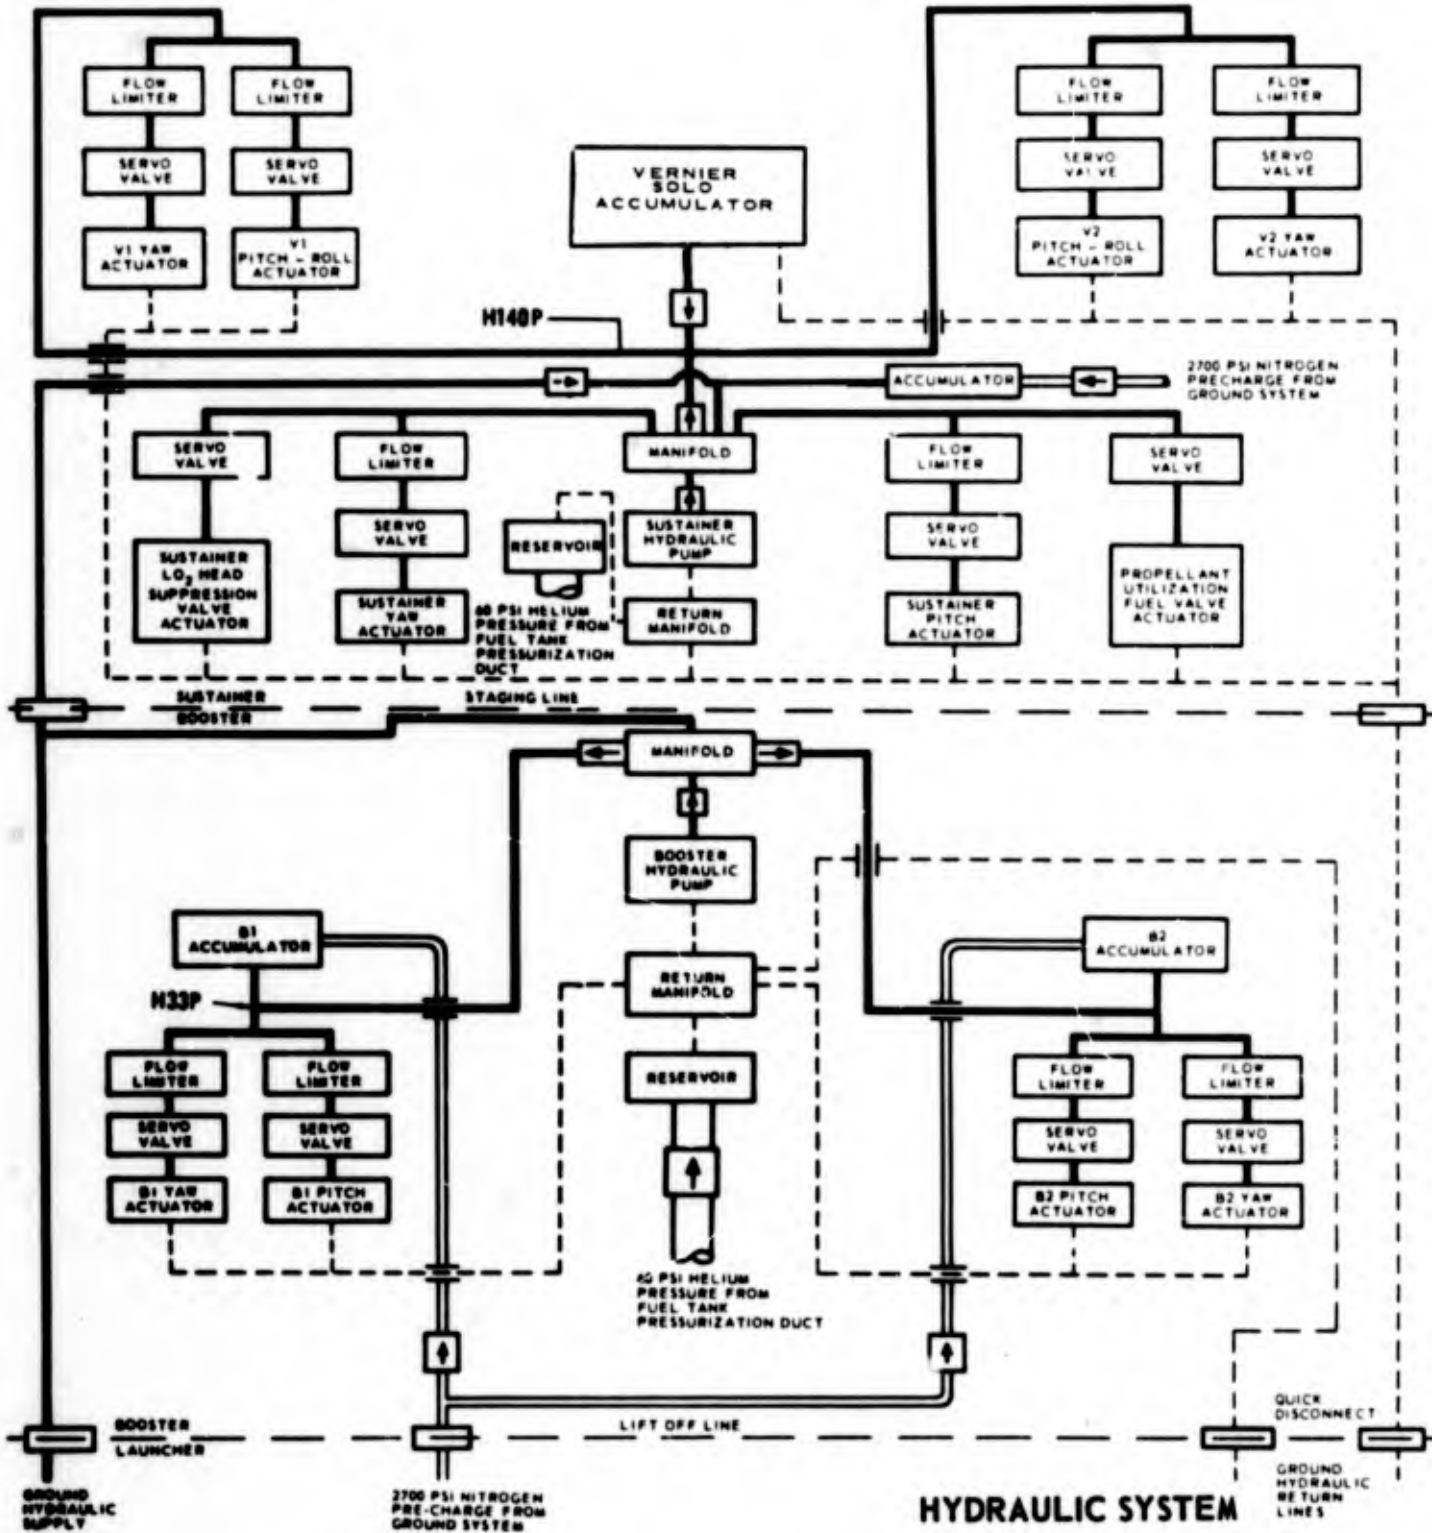 FLOW
LIMITER
FLOW
LIMITER
FLOW
LIMITER
FLOW
LIMITER
SERVO
VALVE
SERVO
VALVE
VERNIER
SOLO
ACCUMULATOR
SERVO
VALVE
SERVO
VALVE
V1 YAW
ACTUATOR
V1
PITCH - ROLL
ACTUATOR
V2
PITCH - ROLL
ACTUATOR
V2 YAW
ACTUATOR
H140P
ACCUMULATOR
2700 PSI NITROGEN
PRECHARGE FROM
GROUND SYSTEM
SERVO
VALVE
FLOW
LIMITER
MANIFOLD
FLOW
LIMITER
SERVO
VALVE
SERVO
VALVE
RESERVOIR
SUSTAINER
HYDRAULIC
PUMP
SERVO
VALVE
SUSTAINER
LO2 HEAD
SUPPRESSION
VALVE
ACTUATOR
SUSTAINER
YAW
ACTUATOR
60 PSI HELIUM
PRESSURE FROM
FUEL TANK
PRESSURIZATION
DUCT
RETURN
MANIFOLD
SUSTAINER
PITCH
ACTUATOR
PROPELLANT
UTILIZATION
FUEL VALVE
ACTUATOR
SUSTAINER
STAGING LINE
BOOSTER
MANIFOLD
BOOSTER
HYDRAULIC
PUMP
B1
ACCUMULATOR
B2
ACCUMULATOR
RETURN
MANIFOLD
H33P
FLOW
LIMITER
FLOW
LIMITER
RESERVOIR
FLOW
LIMITER
FLOW
LIMITER
SERVO
VALVE
SERVO
VALVE
SERVO
VALVE
SERVO
VALVE
B1 YAW
ACTUATOR
B1 PITCH
ACTUATOR
B2 PITCH
ACTUATOR
B2 YAW
ACTUATOR
60 PSI HELIUM
PRESSURE FROM
FUEL TANK
PRESSURIZATION DUCT
BOOSTER
LAUNCHER
LIFT OFF LINE
QUICK
DISCONNECT
GROUND
HYDRAULIC
SUPPLY
2700 PSI NITROGEN
PRE-CHARGE FROM
GROUND SYSTEM
HYDRAULIC SYSTEM
GROUND
HYDRAULIC
RETURN
LINES